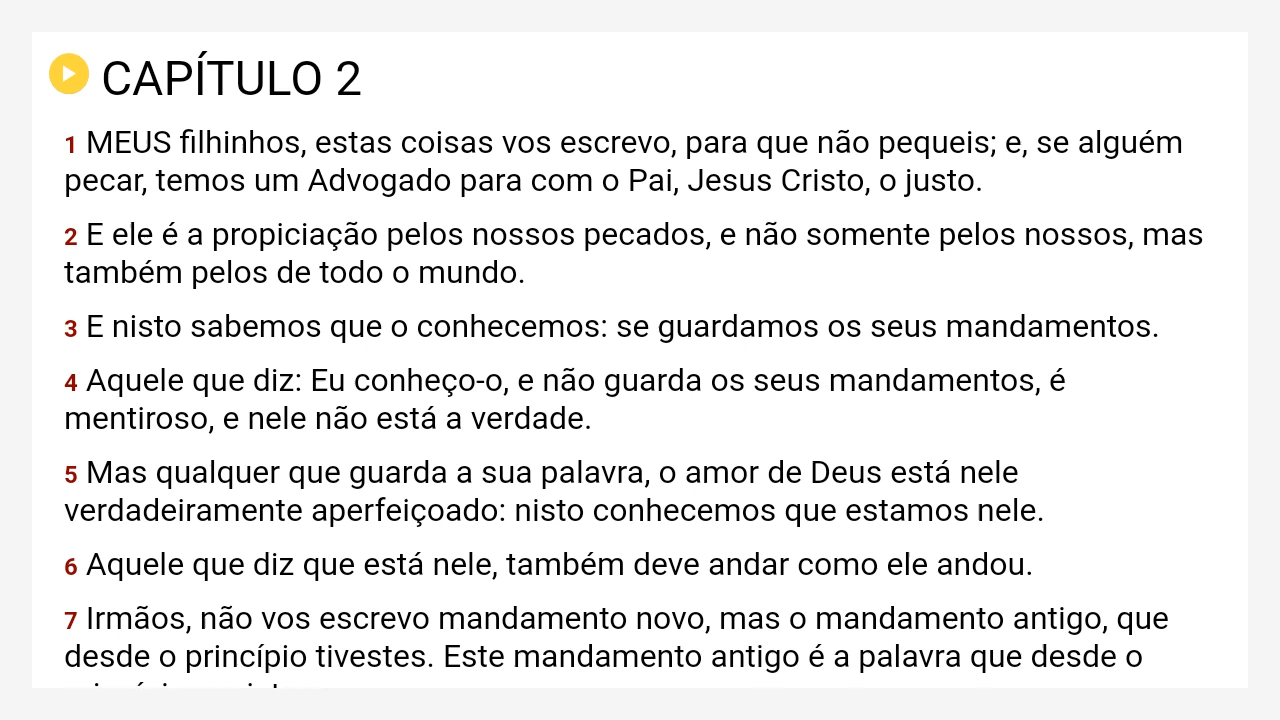 CAPÍTULO 2
1 MEUS filhinhos, estas coisas vos escrevo, para que não pequeis; e, se alguém
pecar, temos um Advogado para com o Pai, Jesus Cristo, o justo.
2 E ele é a propiciação pelos nossos pecados, e não somente pelos nossos, mas
também pelos de todo o mundo.
3 E nisto sabemos que o conhecemos: se guardamos os seus mandamentos.
4 Aquele que diz: Eu conheço-o, e não guarda os seus mandamentos, é
mentiroso, e nele não está a verdade.
5 Mas qualquer que guarda a sua palavra, o amor de Deus está nele
verdadeiramente aperfeiçoado: nisto conhecemos que estamos nele.
6 Aquele que diz que está nele, também deve andar como ele andou.
7 Irmãos, não vos escrevo mandamento novo, mas o mandamento antigo, que
desde o princípio tivestes. Este mandamento antigo é a palavra que desde o